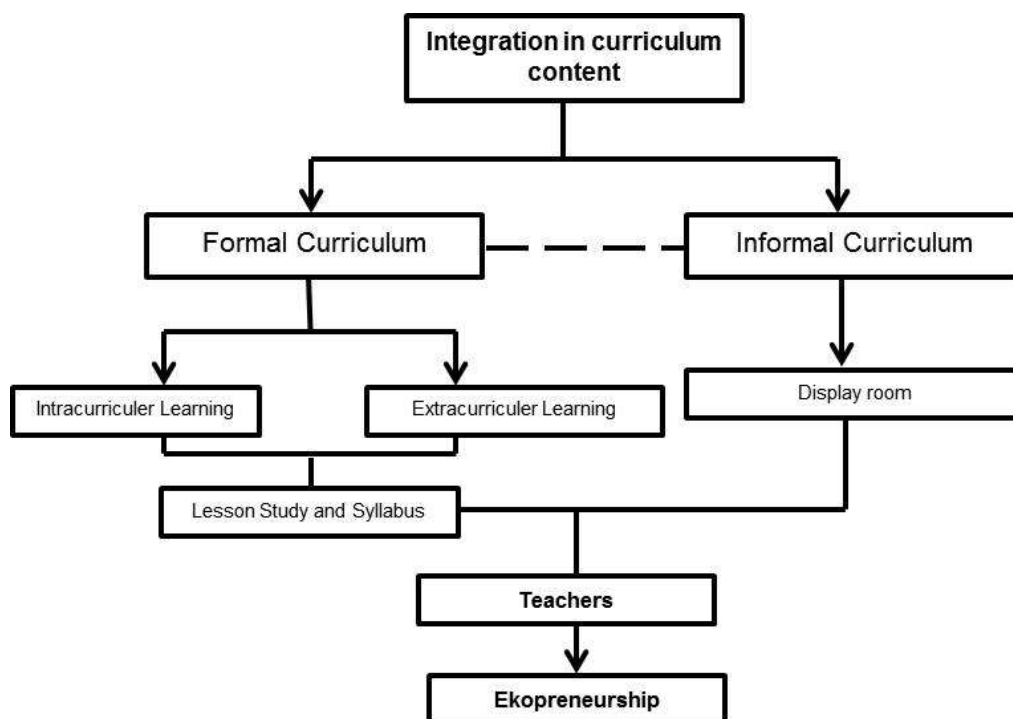 Integration in curriculum
content
Formal Curriculum
Informal Curriculum
Intracurriculer Learning
Extracurriculer Learning
Display room
Lesson Study and Syllabus
Teachers
Ekopreneurship